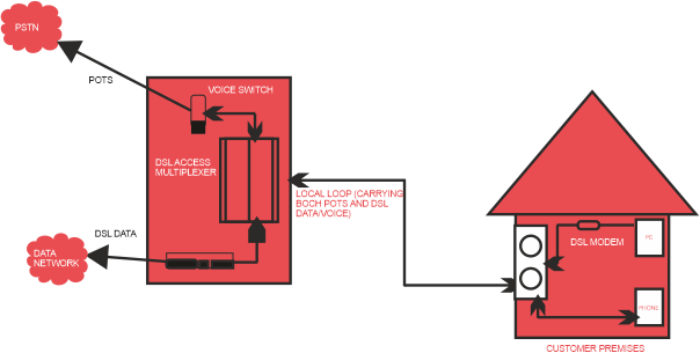 PSTN
POTS
VOICE SWITCH
DSL ACCESS
MULTIPLEXER
LOCAL LOOP (CARRYING
BOCH POTS AND DSL
DATA/VOICE)
DSL DATA
DATA
NETWORK
DSL MODEM
PC
PHONE
CUSTOMER PREMISES